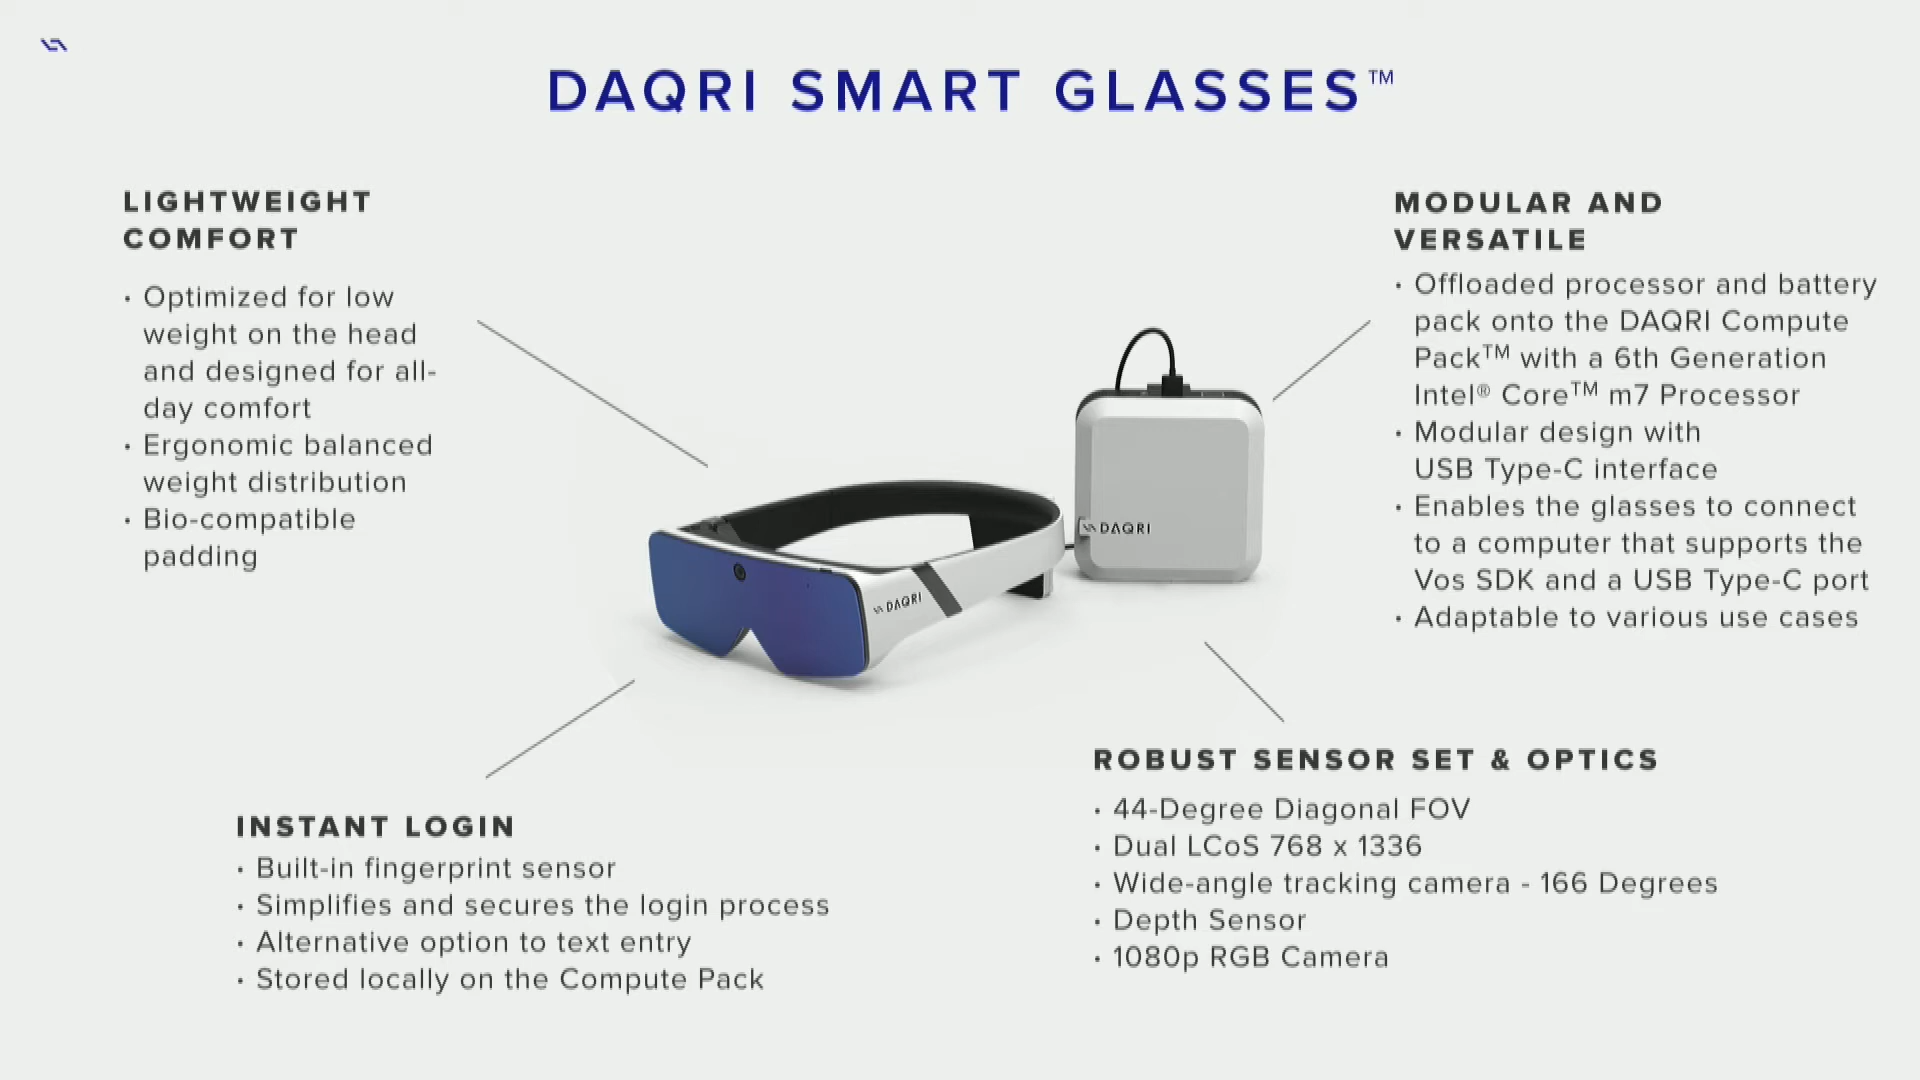 DAQRI SMART GLASSES™
LIGHTWEIGHT
COMFORT
• Optimized for low
weight on the head
and designed for all-
day comfort
• Ergonomic balanced
weight distribution
• Bio-compatible
padding
MODULAR AND
VERSATILE
• Offloaded processor and battery
pack onto the DAQRI Compute
Pack™ with a 6th Generation
Intel® Core™ m7 Processor
• Modular design with
USB Type-C interface
• Enables the glasses to connect
to a computer that supports the
Vos SDK and a USB Type-C port
• Adaptable to various use cases
DAQRI
DAQRI
INSTANT LOGIN
• Built-in fingerprint sensor
• Simplifies and secures the login process
• Alternative option to text entry
• Stored locally on the Compute Pack
ROBUST SENSOR SET & OPTICS
• 44-Degree Diagonal FOV
• Dual LCoS 768 x 1336
• Wide-angle tracking camera - 166 Degrees
• Depth Sensor
• 1080p RGB Camera